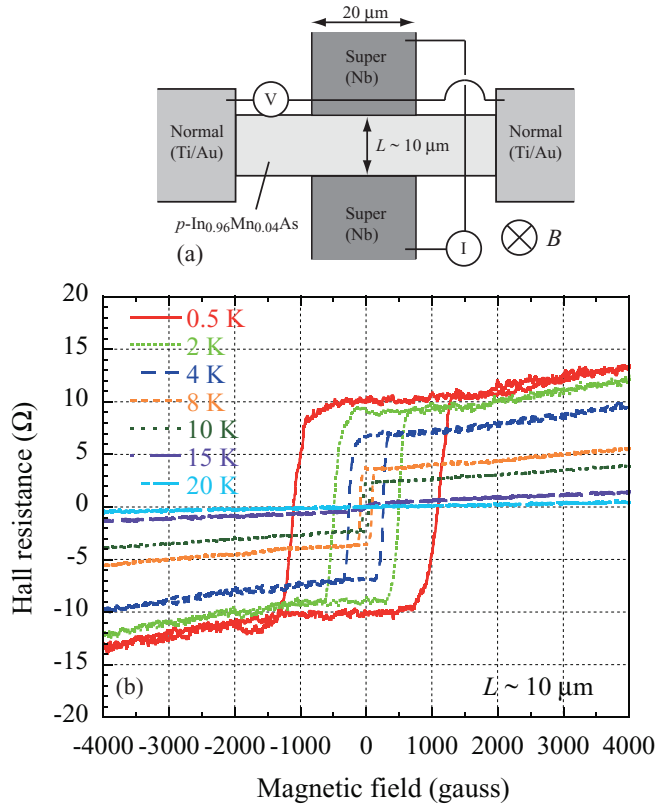 20 μm
Super
(Nb)
V
Normal
(Ti/Au)
L ~ 10 μm
Normal
(Ti/Au)
p-In0.96Mn0.04As
Super
(Nb)
I
B
(a)
20
15
10
5
0
-5
-10
-15
-20
Hall resistance (Ω)
0.5 K
2 K
4 K
8 K
10 K
15 K
20 K
(b)
L ~ 10 μm
-4000 -3000 -2000 -1000 0 1000 2000 3000 4000
Magnetic field (gauss)